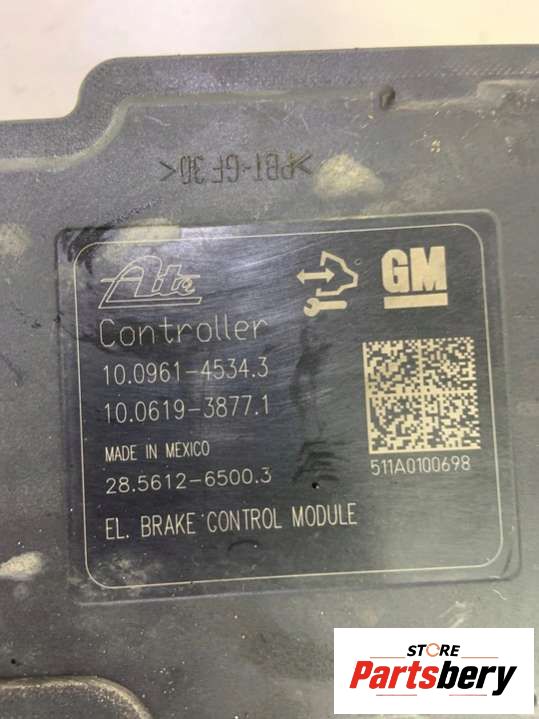 >PBT-GF30<
Ate
GM
Controller
10.0961-4534.3
10.0619-3877.1
MADE IN MEXICO
28.5612-6500.3
511A0100698
EL. BRAKE CONTROL MODULE
STORE
Partsbery